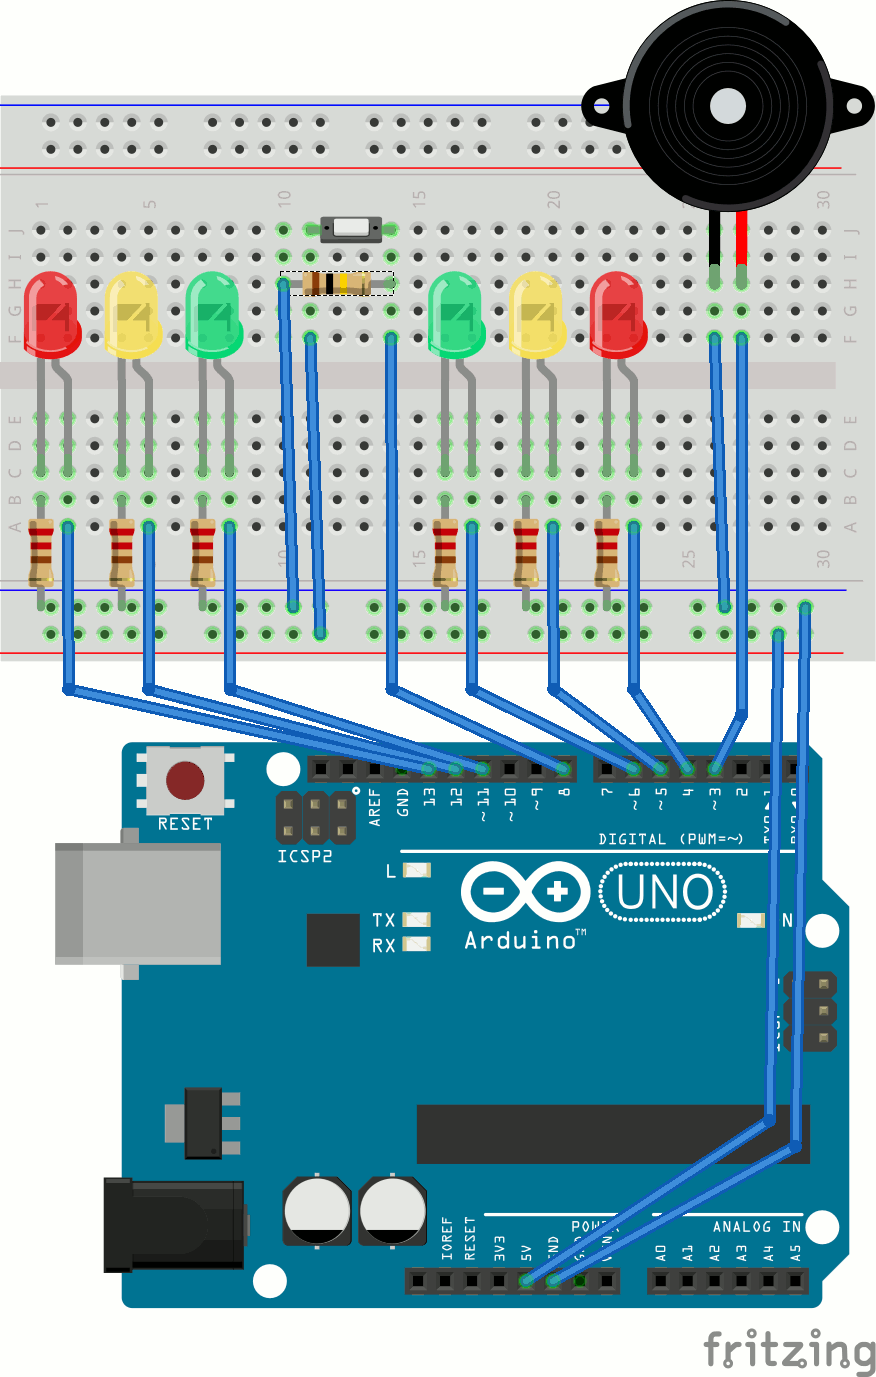 1 5 10 15 20 30
J J
I I
H H
G G
F F
E E
D D
C C
B B
A A
10 15 25 30
RESET
ICSP2
AREF GND 13 12 ~11 ~10 ~9 8 7 ~6 ~5 4 ~3 2
DIGITAL (PWM=~)
L
TX
RX
UNO
Arduino™
N
ANALOG IN
IOREF RESET 3V3 5V A0 A1 A2 A3 A4 A5
fritzing